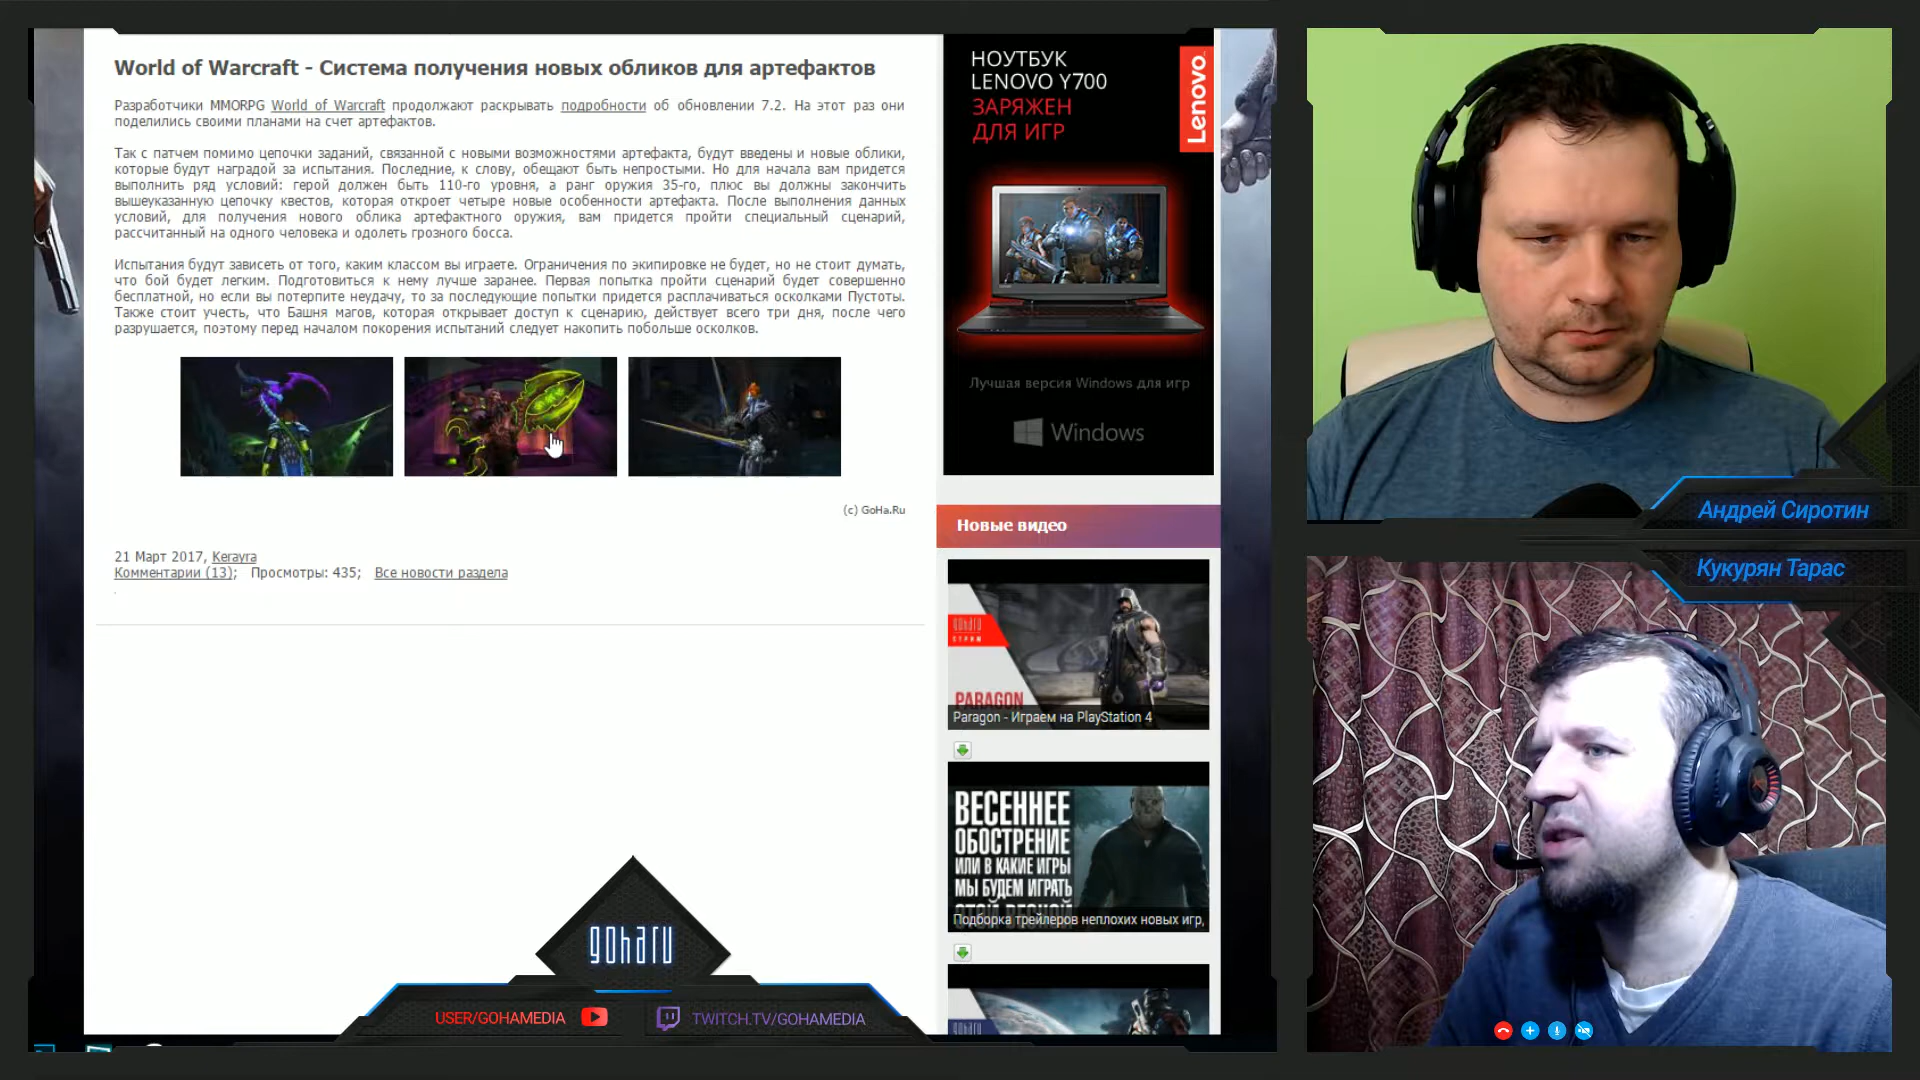 World of Warcraft - Система получения новых обликов для артефактов
Разработчики MMORPG World of Warcraft продолжают раскрывать подробности об обновлении 7.2. На этот раз они
поделились своими планами на счет артефактов.
Так с патчем помимо цепочки заданий, связанной с новыми возможностями артефакта, будут введены и новые облики,
которые будут наградой за испытания. Последние, к слову, обещают быть непростыми. Но для начала вам придется
выполнить ряд условий: герой должен быть 110-го уровня, а ранг оружия 35-го, плюс вы должны закончить
вышеуказанную цепочку квестов, которая откроет четыре новые особенности артефакта. После выполнения данных
условий, для получения нового облика артефактного оружия, вам придется пройти специальный сценарий,
рассчитанный на одного человека и одолеть грозного босса.
Испытания будут зависеть от того, каким классом вы играете. Ограничения по экипировке не будет, но не стоит думать,
что бой будет легким. Подготовиться к нему лучше заранее. Первая попытка пройти сценарий будет совершенно
бесплатной, но если вы потерпите неудачу, то за последующие попытки придется расплачиваться осколками Пустоты.
Также стоит учесть, что Башня магов, которая открывает доступ к сценарию, действует всего три дня, после чего
разрушается, поэтому перед началом покорения испытаний следует накопить побольше осколков.
(c) GoHa.Ru
21 Март 2017, Kerayra
Комментарии (13); Просмотры: 435; Все новости раздела
НОУТБУК
LENOVO Y700
ЗАРЯЖЕН
ДЛЯ ИГР
Lenovo
Лучшая версия Windows для игр
Windows
Новые видео
goharu
СТРИМ
PARAGON
Paragon - Играем на PlayStation 4
ВЕСЕННЕЕ
ОБОСТРЕНИЕ
ИЛИ В КАКИЕ ИГРЫ
МЫ БУДЕМ ИГРАТЬ
ЭТОЙ ВЕСНОЙ
Подборка трейлеров неплохих новых игр,
goharu
USER/GOHAMEDIA
TWITCH.TV/GOHAMEDIA
Андрей Сиротин
Кукурян Тарас